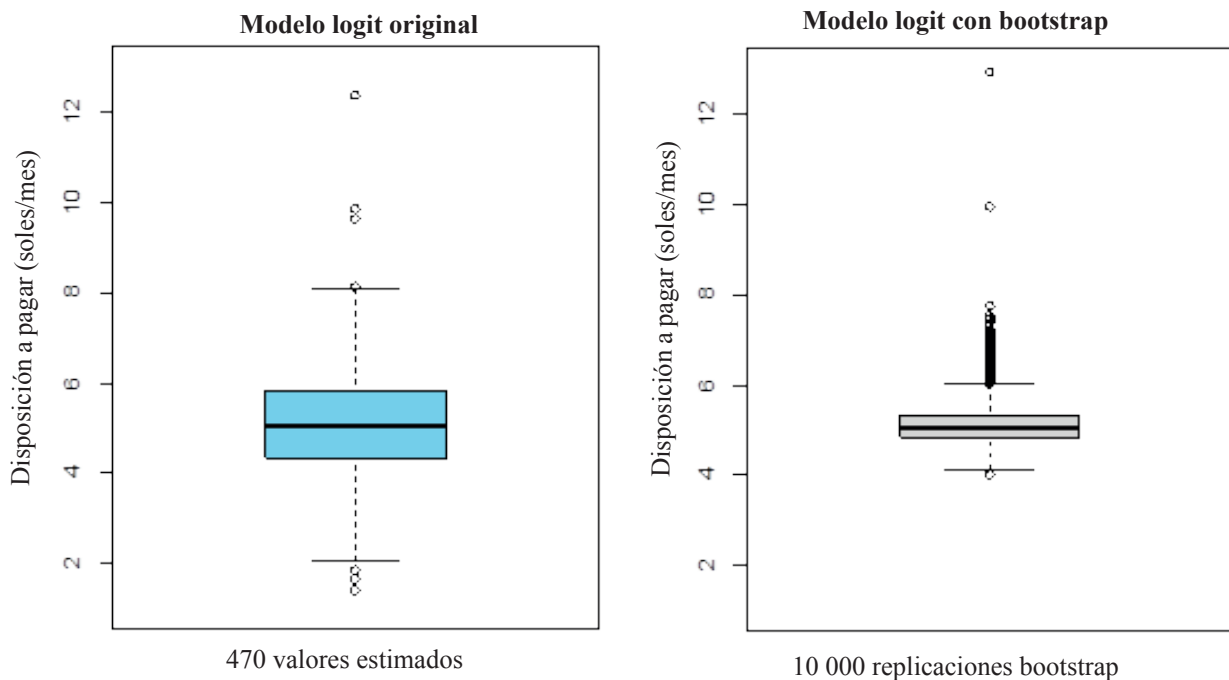 Modelo logit original
Disposición a pagar (soles/mes)
12
10
8
6
4
2
470 valores estimados
Modelo logit con bootstrap
Disposición a pagar (soles/mes)
12
10
8
6
4
2
10 000 replicaciones bootstrap